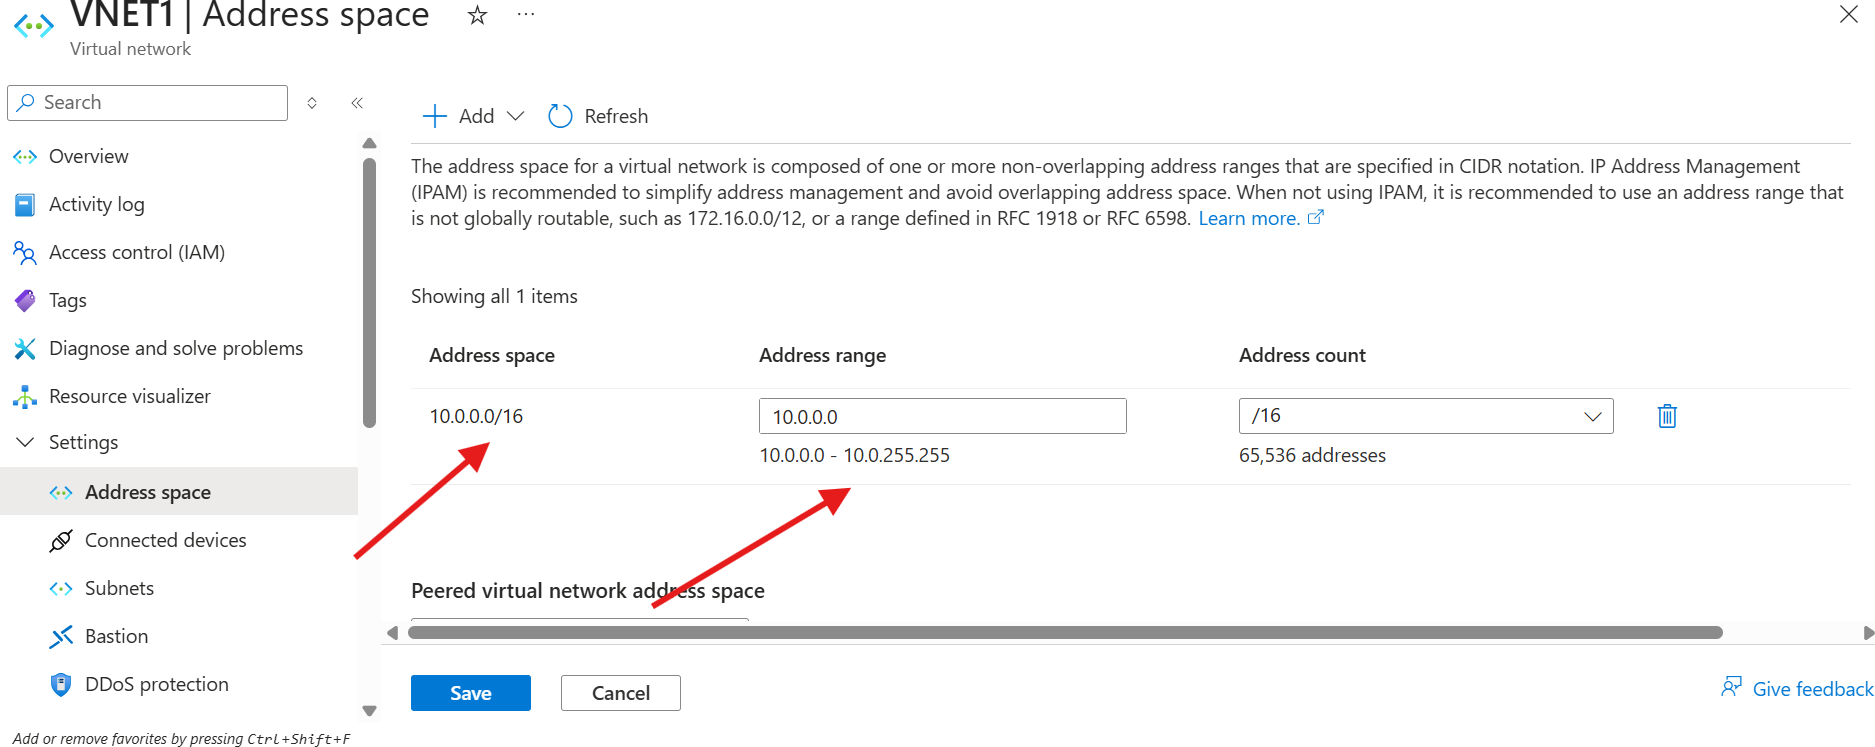 VNET1 | Address space
Virtual network
Search
Overview
Activity log
Access control (IAM)
Tags
Diagnose and solve problems
Resource visualizer
Settings
Address space
Connected devices
Subnets
Bastion
DDoS protection
Add or remove favorites by pressing Ctrl+Shift+F
Add
Refresh
The address space for a virtual network is composed of one or more non-overlapping address ranges that are specified in CIDR notation. IP Address Management
(IPAM) is recommended to simplify address management and avoid overlapping address space. When not using IPAM, it is recommended to use an address range that
is not globally routable, such as 172.16.0.0/12, or a range defined in RFC 1918 or RFC 6598. Learn more.
Showing all 1 items
Address space Address range Address count
10.0.0.0/16 10.0.0.0 /16
10.0.0.0 - 10.0.255.255 65,536 addresses
Peered virtual network address space
Save Cancel
Give feedback